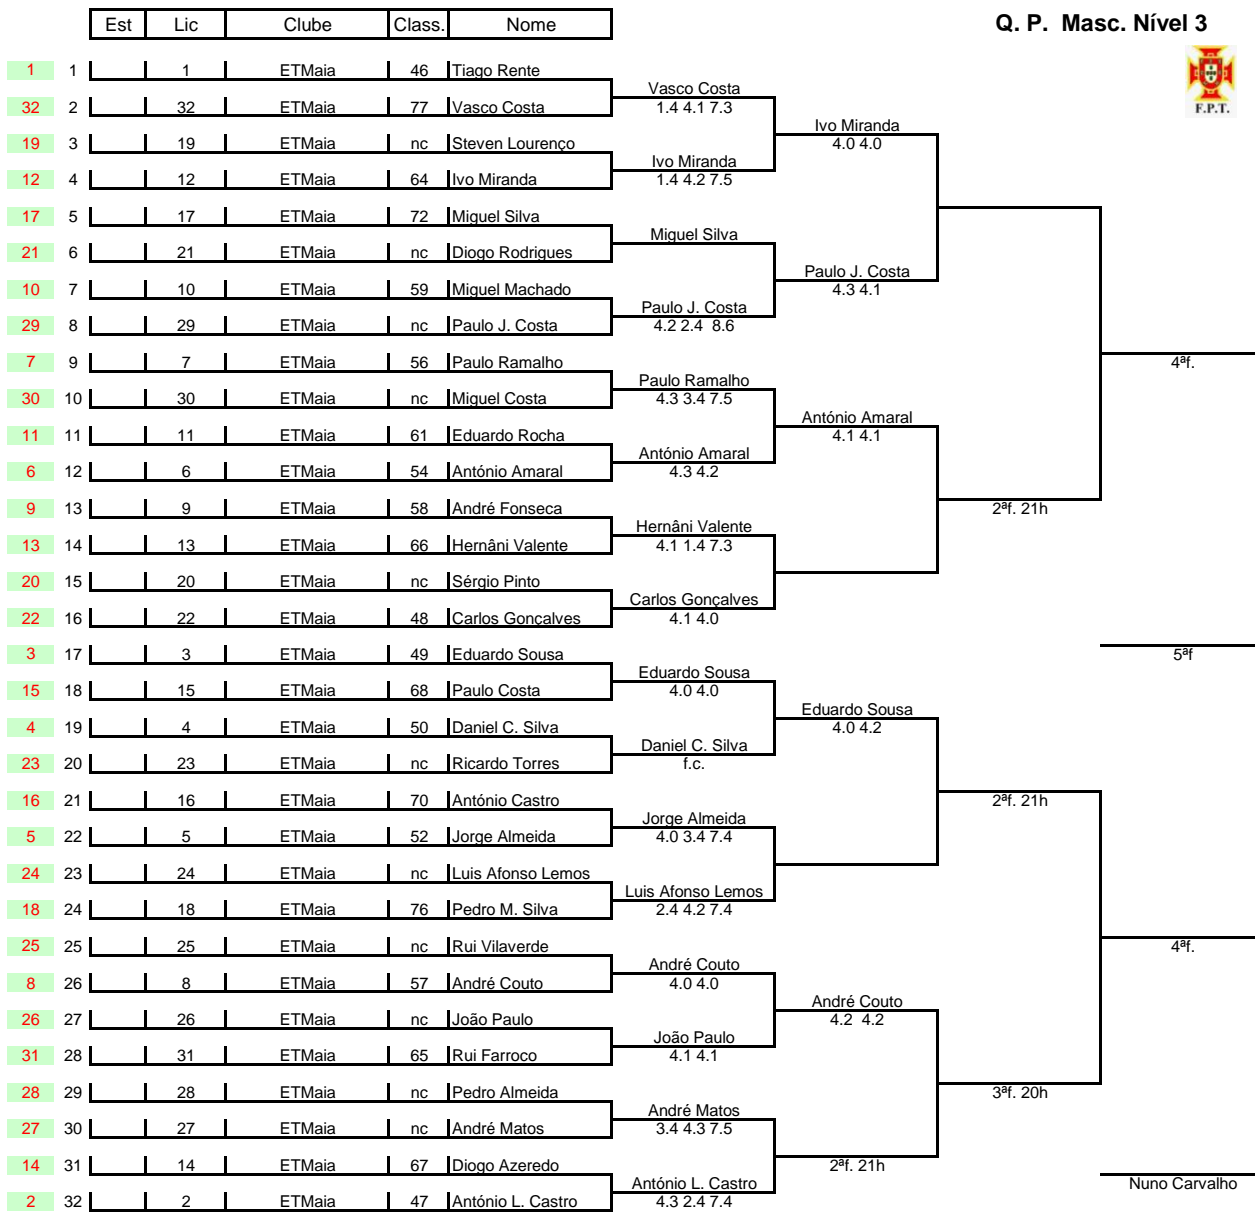 Est Lic Clube Class. Nome
Q. P. Masc. Nível 3
F.P.T.
1 1 1 ETMaia 46 Tiago Rente
Vasco Costa
32 2 32 ETMaia 77 Vasco Costa
1.4 4.1 7.3
Ivo Miranda
19 3 19 ETMaia nc Steven Lourenço
4.0 4.0
Ivo Miranda
12 4 12 ETMaia 64 Ivo Miranda
1.4 4.2 7.5
17 5 17 ETMaia 72 Miguel Silva
Miguel Silva
21 6 21 ETMaia nc Diogo Rodrigues
Paulo J. Costa
10 7 10 ETMaia 59 Miguel Machado
4.3 4.1
Paulo J. Costa
29 8 29 ETMaia nc Paulo J. Costa
4.2 2.4 8.6
7 9 7 ETMaia 56 Paulo Ramalho
4ªf.
Paulo Ramalho
30 10 30 ETMaia nc Miguel Costa
4.3 3.4 7.5
António Amaral
11 11 11 ETMaia 61 Eduardo Rocha
4.1 4.1
António Amaral
6 12 6 ETMaia 54 António Amaral
4.3 4.2
9 13 9 ETMaia 58 André Fonseca
2ªf. 21h
Hernâni Valente
13 14 13 ETMaia 66 Hernâni Valente
4.1 1.4 7.3
20 15 20 ETMaia nc Sérgio Pinto
Carlos Gonçalves
22 16 22 ETMaia 48 Carlos Gonçalves
4.1 4.0
3 17 3 ETMaia 49 Eduardo Sousa
5ªf
Eduardo Sousa
15 18 15 ETMaia 68 Paulo Costa
4.0 4.0
Eduardo Sousa
4 19 4 ETMaia 50 Daniel C. Silva
4.0 4.2
Daniel C. Silva
23 20 23 ETMaia nc Ricardo Torres
f.c.
16 21 16 ETMaia 70 António Castro
2ªf. 21h
Jorge Almeida
5 22 5 ETMaia 52 Jorge Almeida
4.0 3.4 7.4
24 23 24 ETMaia nc Luis Afonso Lemos
Luis Afonso Lemos
18 24 18 ETMaia 76 Pedro M. Silva
2.4 4.2 7.4
25 25 25 ETMaia nc Rui Vilaverde
4ªf.
André Couto
8 26 8 ETMaia 57 André Couto
4.0 4.0
André Couto
26 27 26 ETMaia nc João Paulo
4.2 4.2
João Paulo
31 28 31 ETMaia 65 Rui Farroco
4.1 4.1
28 29 28 ETMaia nc Pedro Almeida
3ªf. 20h
André Matos
27 30 27 ETMaia nc André Matos
3.4 4.3 7.5
14 31 14 ETMaia 67 Diogo Azeredo
2ªf. 21h
António L. Castro
Nuno Carvalho
2 32 2 ETMaia 47 António L. Castro
4.3 2.4 7.4